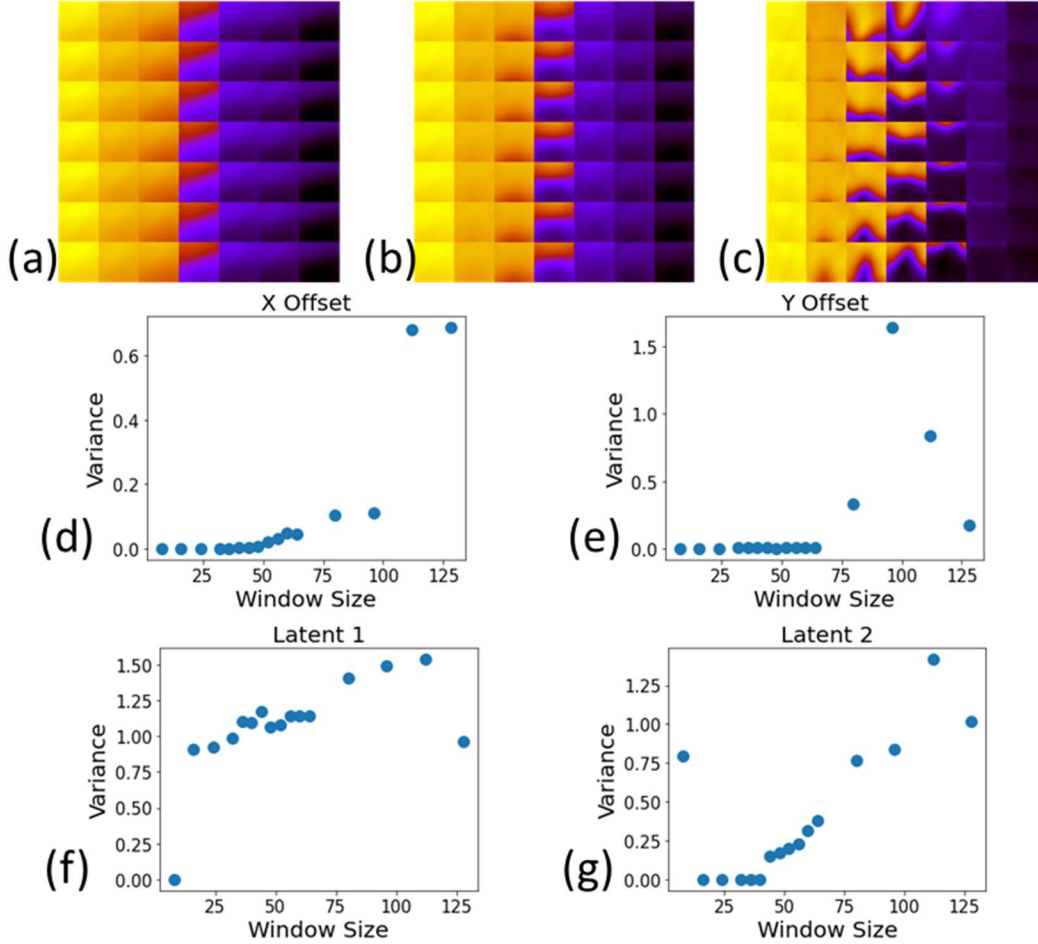 (a) (b) (c)
X Offset
Variance
0.6
0.4
0.2
0.0
25 50 75 100 125
Window Size
(d)
Y Offset
Variance
1.5
1.0
0.5
0.0
25 50 75 100 125
Window Size
(e)
Latent 1
Variance
1.50
1.25
1.00
0.75
0.50
0.25
0.00
25 50 75 100 125
Window Size
(f)
Latent 2
Variance
1.25
1.00
0.75
0.50
0.25
0.00
25 50 75 100 125
Window Size
(g)